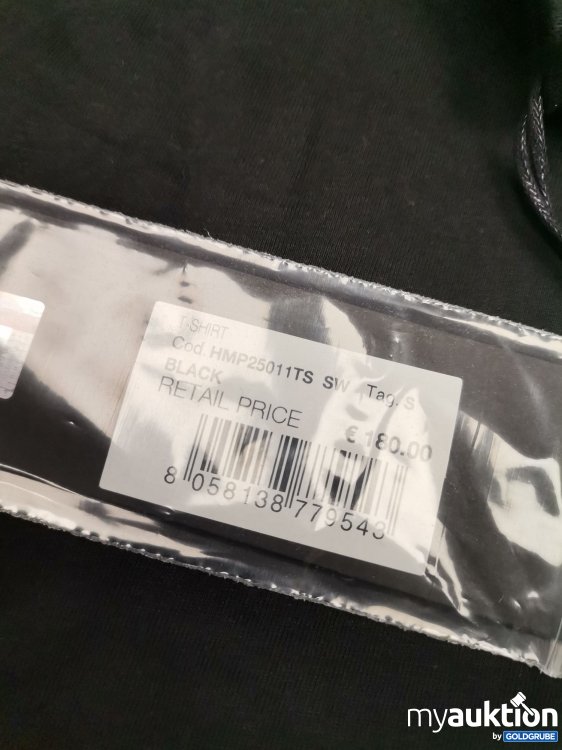 T-SHIRT
Cod. HMP25011TS SW Tag. S
BLACK
RETAIL PRICE
€ 180.00
8 058138 779543
myauktion
by GOLDGRUBE